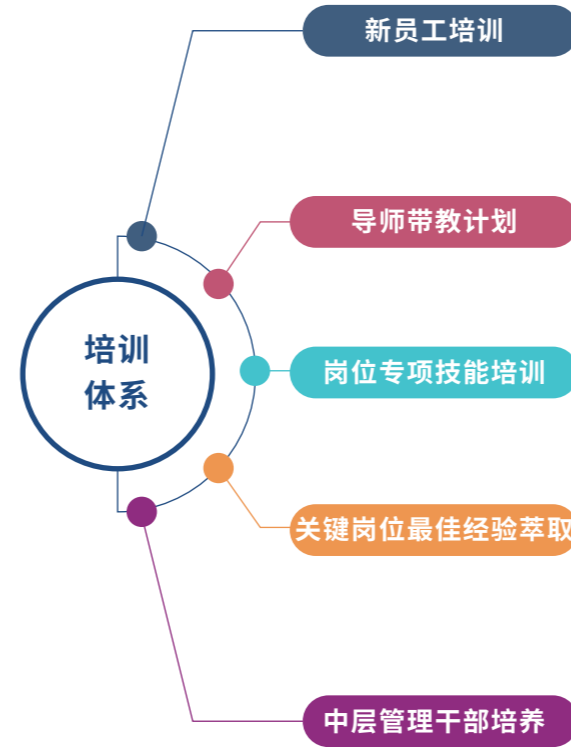 新员工培训
导师带教计划
培训
体系
岗位专项技能培训
关键岗位最佳经验萃取
中层管理干部培养